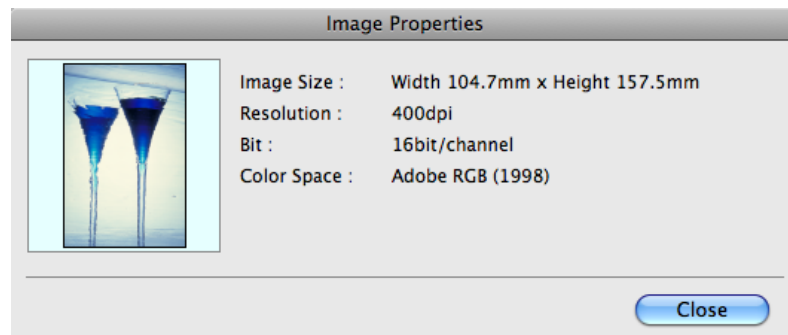 Image Properties
Image Size : Width 104.7mm x Height 157.5mm
Resolution : 400dpi
Bit : 16bit/channel
Color Space : Adobe RGB (1998)
Close